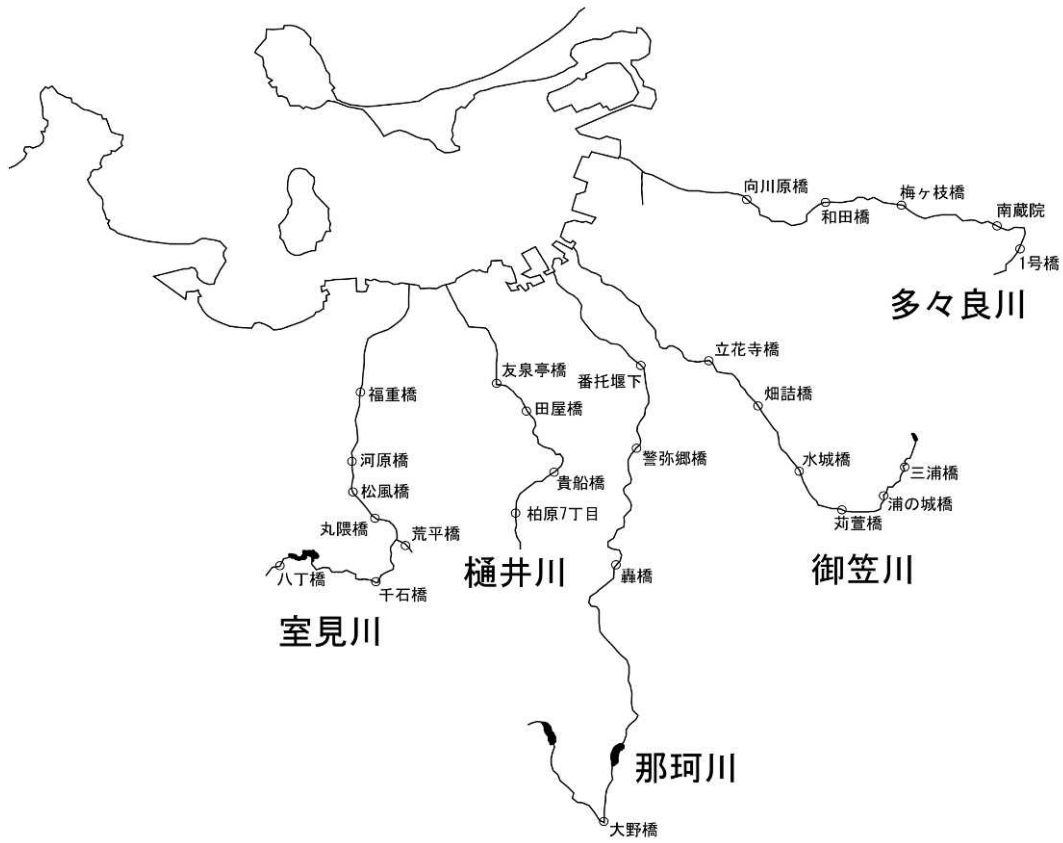 向川原橋
和田橋
梅ヶ枝橋
南蔵院
1号橋
多々良川
立花寺橋
畑詰橋
水城橋
苅萱橋
浦の城橋
三浦橋
御笠川
番托堰下
警弥郷橋
轟橋
大野橋
那珂川
友泉亭橋
田屋橋
貴船橋
柏原7丁目
樋井川
福重橋
河原橋
松風橋
丸隈橋
荒平橋
千石橋
八丁橋
室見川